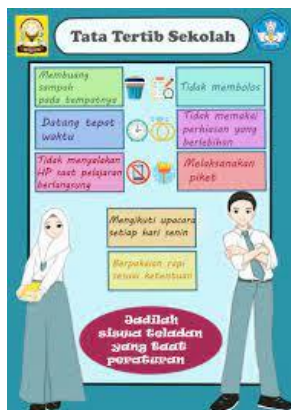 Tata Tertib Sekolah
Membuang
sampah
pada tempatnya
Tidak membolos
Datang tepat
waktu
Tidak memakai
perhiasan yang
berlebihan
Tidak menyalakan
HP saat pelajaran
berlangsung
Melaksanakan
piket
Mengikuti upacara
setiap hari senin
Berpakaian rapi
sesuai ketentuan
Jadilah
siswa teladan
yang taat
peraturan